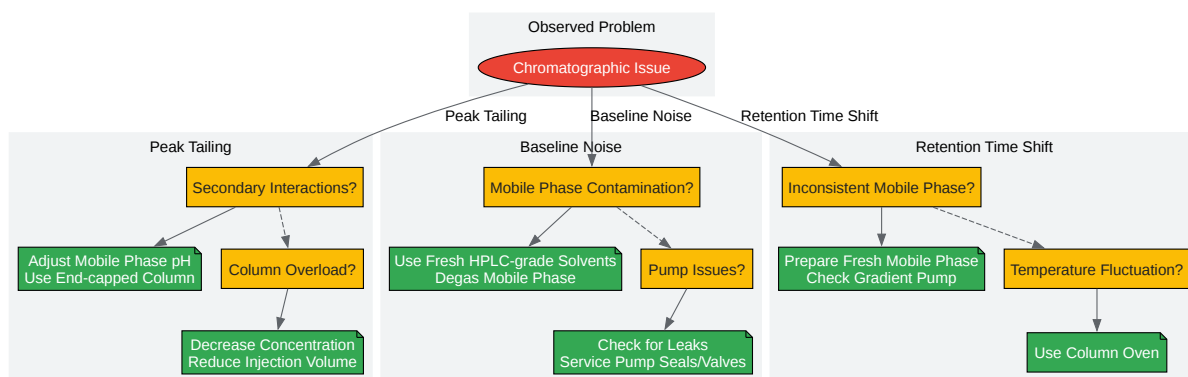 Observed Problem
Chromatographic Issue
Peak Tailing
Baseline Noise
Retention Time Shift
Peak Tailing
Baseline Noise
Retention Time Shift
Secondary Interactions?
Mobile Phase Contamination?
Inconsistent Mobile Phase?
Adjust Mobile Phase pH
Use End-capped Column
Column Overload?
Use Fresh HPLC-grade Solvents
Degas Mobile Phase
Pump Issues?
Prepare Fresh Mobile Phase
Check Gradient Pump
Temperature Fluctuation?
Decrease Concentration
Reduce Injection Volume
Check for Leaks
Service Pump Seals/Valves
Use Column Oven